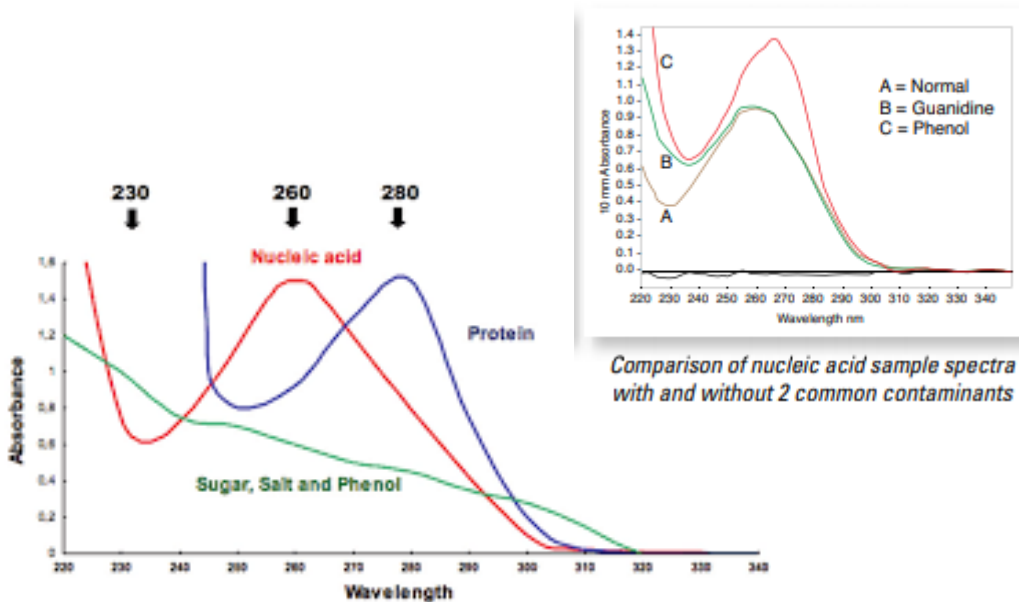 1.4
1.3
1.2
1.1
1.0
0.9
0.8
0.7
0.6
0.5
0.4
0.3
0.2
0.1
0.0
10 mm Absorbance
C
B
A
A = Normal
B = Guanidine
C = Phenol
220 230 240 250 260 270 280 290 300 310 320 330 340
Wavelength nm
Comparison of nucleic acid sample spectra
with and without 2 common contaminants
230 260 280
Nucleic acid
Protein
Sugar, Salt and Phenol
1,6
1,4
1,2
1
0,8
0,6
0,4
0,2
0
Absorbance
220 230 240 250 260 270 280 290 300 310 320 330 340
Wavelength